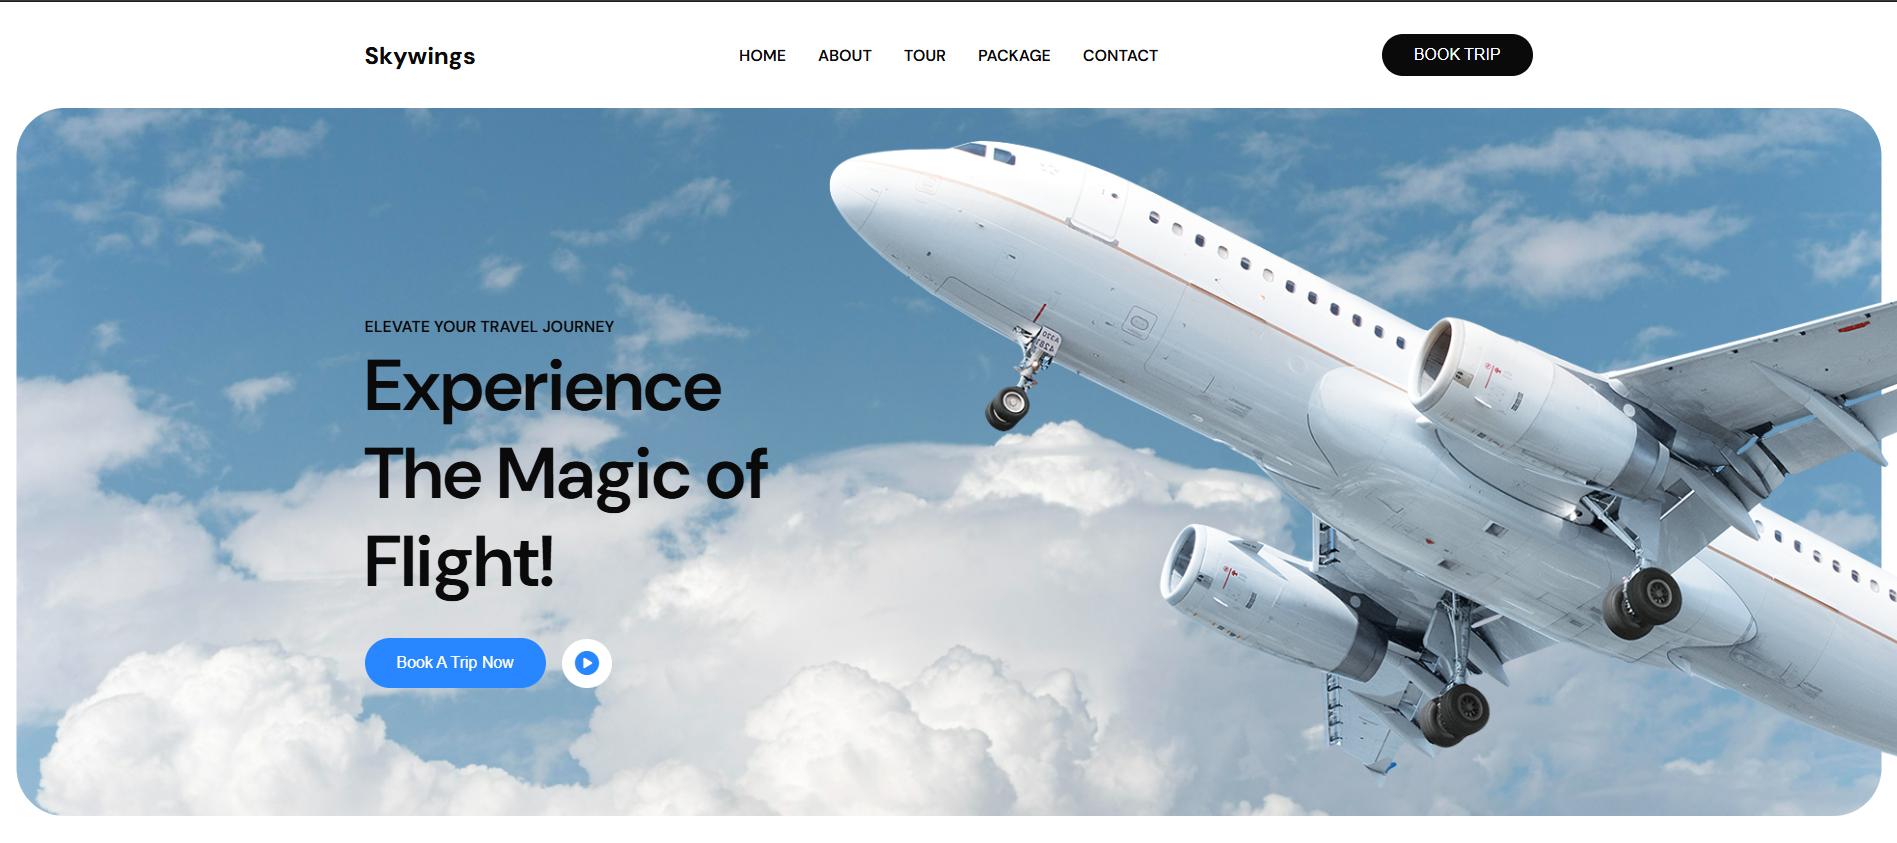 Skywings
HOME ABOUT TOUR PACKAGE CONTACT
BOOK TRIP
ELEVATE YOUR TRAVEL JOURNEY
Experience
The Magic of
Flight!
Book A Trip Now